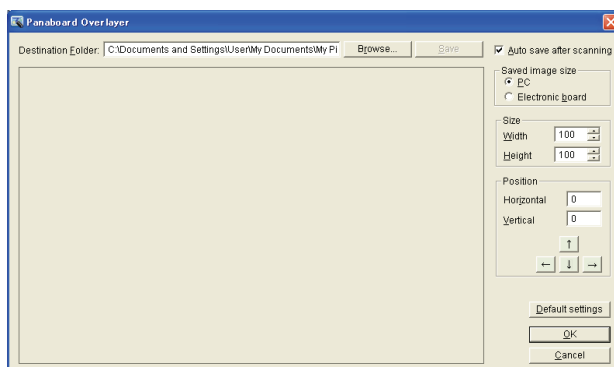 Panaboard Overlayer
Destination Folder: C:\Documents and Settings\User\My Documents\My Pi Browse... Save Auto save after scanning
Saved image size
PC
Electronic board
Size
Width 100
Height 100
Position
Horizontal 0
Vertical 0
↑
← ↓ →
Default settings
OK
Cancel